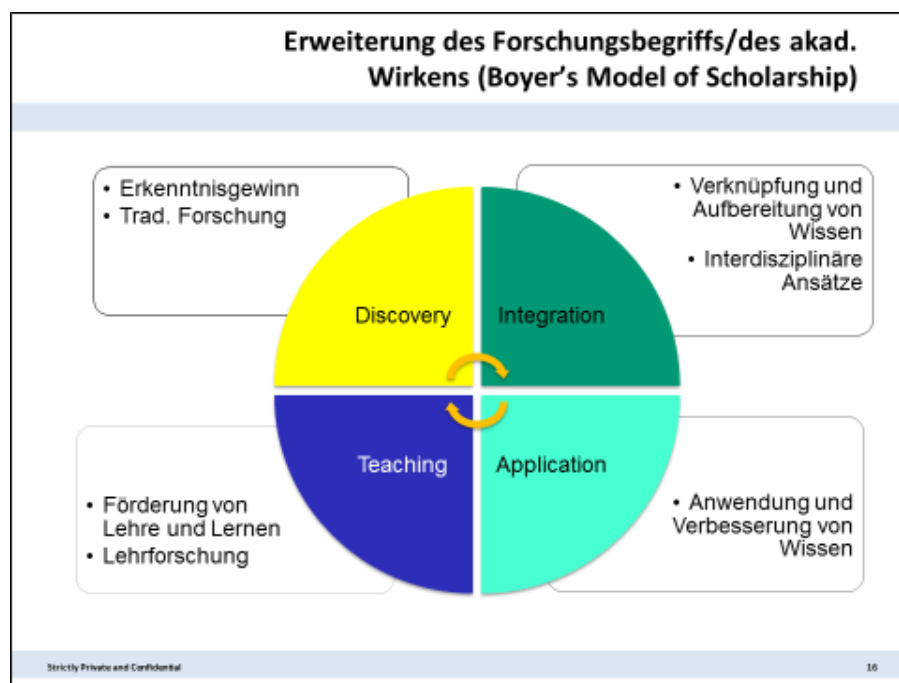 Erweiterung des Forschungsbegriffs/des akad.
Wirkens (Boyer's Model of Scholarship)
• Erkenntnisgewinn
• Trad. Forschung
• Verknüpfung und
Aufbereitung von
Wissen
• Interdisziplinäre
Ansätze
Discovery
Integration
Teaching
Application
• Förderung von
Lehre und Lernen
• Lehrforschung
• Anwendung und
Verbesserung von
Wissen
Strictly Private and Confidential
16